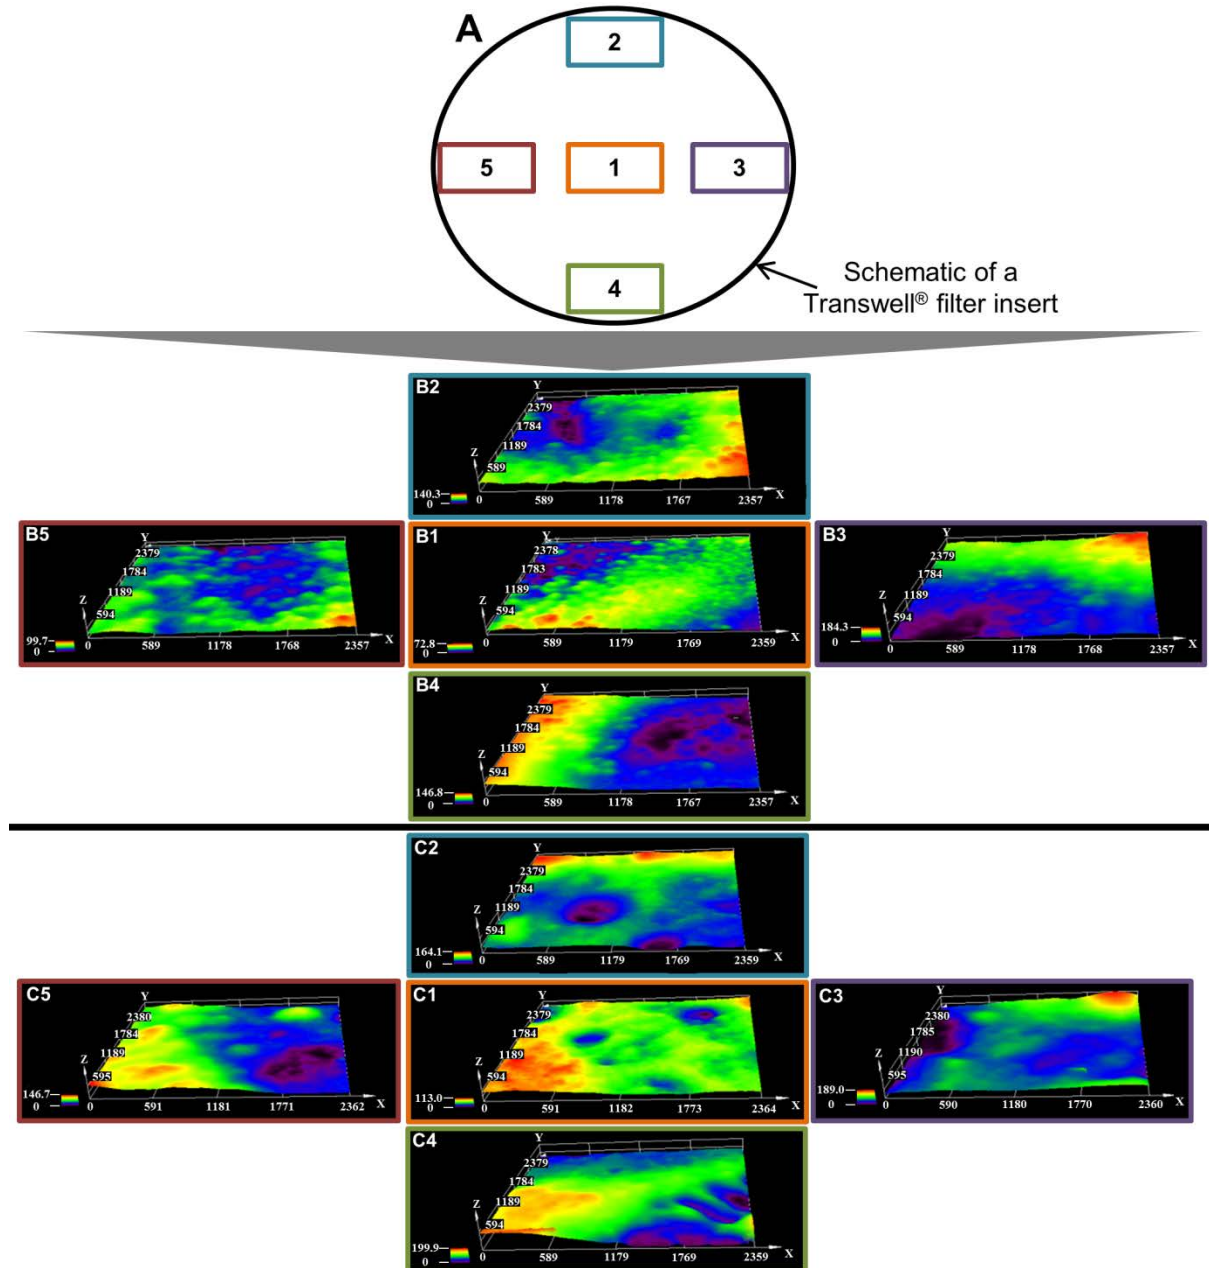 A
2
5
1
3
4
Schematic of a
Transwell® filter insert
B2
Y
2379
1784
1189
589
Z
140.3
0
0 589 1178 1767 2357 X
B5
Y
2379
1784
1189
594
Z
99.7
0
0 589 1178 1768 2357 X
B1
Y
2378
1783
1189
594
Z
72.8
0
0 589 1179 1769 2359 X
B3
Y
2379
1784
1189
594
Z
184.3
0
0 589 1178 1768 2357 X
B4
Y
2379
1784
1189
594
Z
146.8
0
0 589 1178 1767 2357 X
C2
Y
2379
1784
1189
594
Z
164.1
0
0 589 1179 1769 2359 X
C5
Y
2380
1784
1189
595
Z
146.7
0
0 591 1181 1771 2362 X
C1
Y
2379
1784
1189
594
Z
113.0
0
0 591 1182 1773 2364 X
C3
Y
2380
1785
1190
595
Z
189.0
0
0 590 1180 1770 2360 X
C4
Y
2379
1784
1189
594
Z
199.9
0
0 589 1179 1769 2359 X